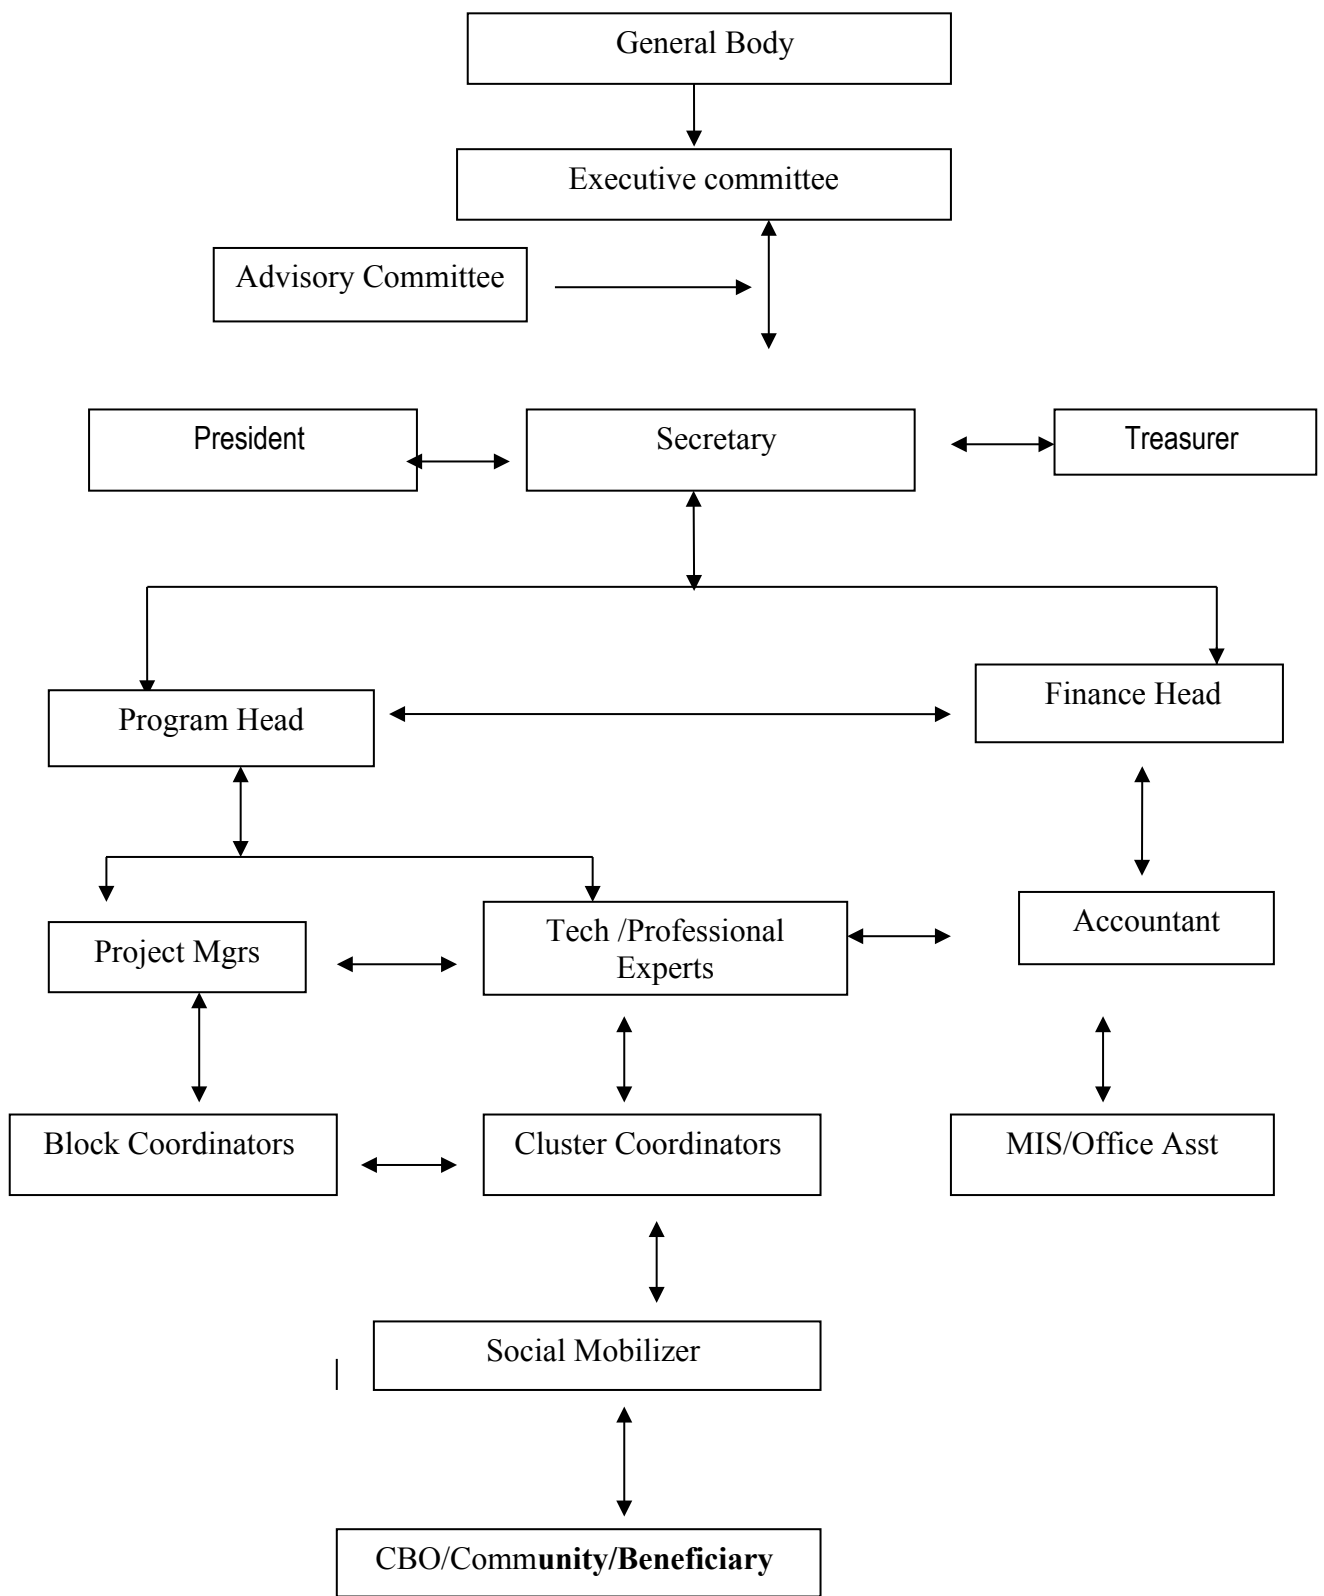 General Body
Executive committee
Advisory Committee
President
Secretary
Treasurer
Program Head
Finance Head
Project Mgrs
Tech /Professional
Experts
Accountant
Block Coordinators
Cluster Coordinators
MIS/Office Asst
Social Mobilizer
CBO/Community/Beneficiary